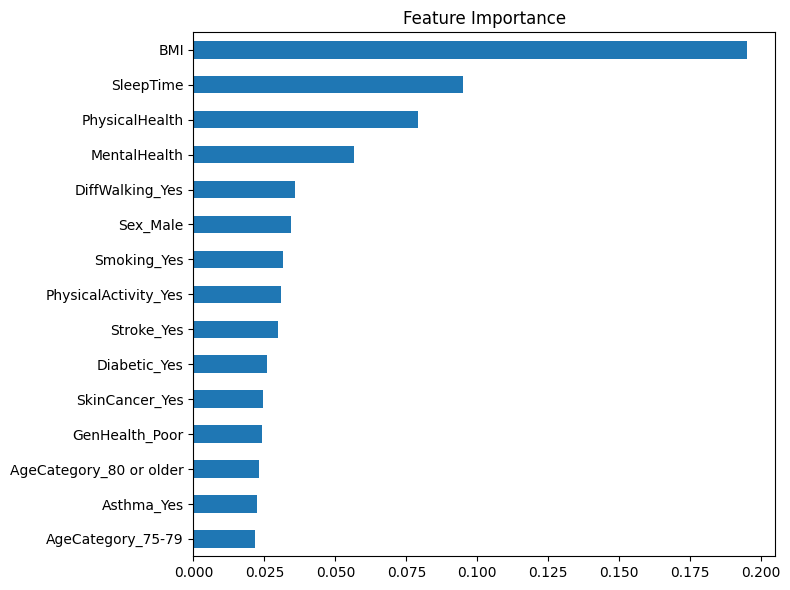 Feature Importance
BMI
SleepTime
PhysicalHealth
MentalHealth
DiffWalking_Yes
Sex_Male
Smoking_Yes
PhysicalActivity_Yes
Stroke_Yes
Diabetic_Yes
SkinCancer_Yes
GenHealth_Poor
AgeCategory_80 or older
Asthma_Yes
AgeCategory_75-79
0.000 0.025 0.050 0.075 0.100 0.125 0.150 0.175 0.200